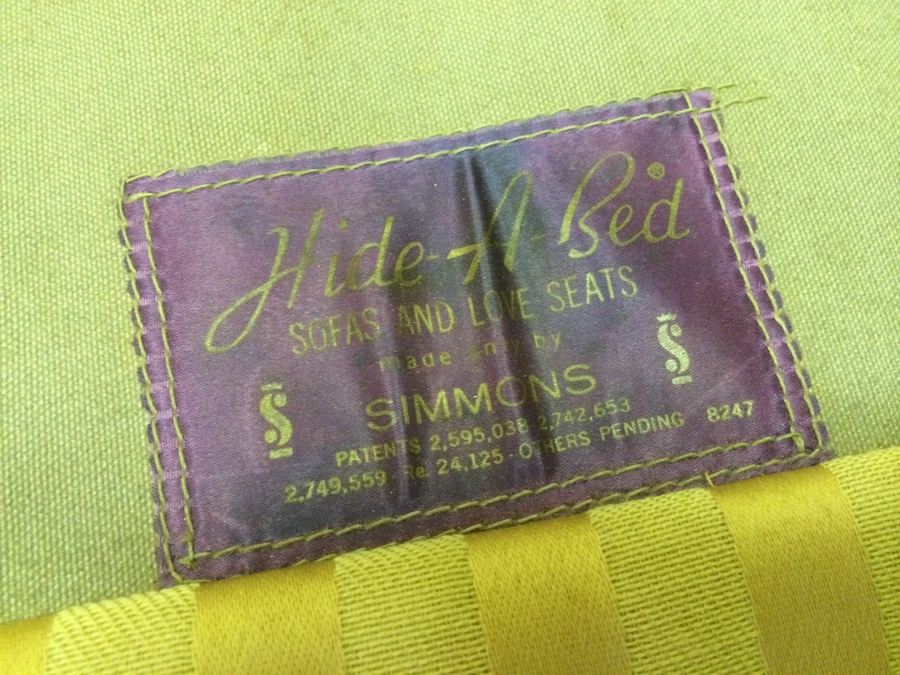 Hide-A-Bed®
SOFAS AND LOVE SEATS
made only by
S SIMMONS S
PATENTS 2,595,038 2,742,653
2,749,559 Re 24,125 · OTHERS PENDING 8247